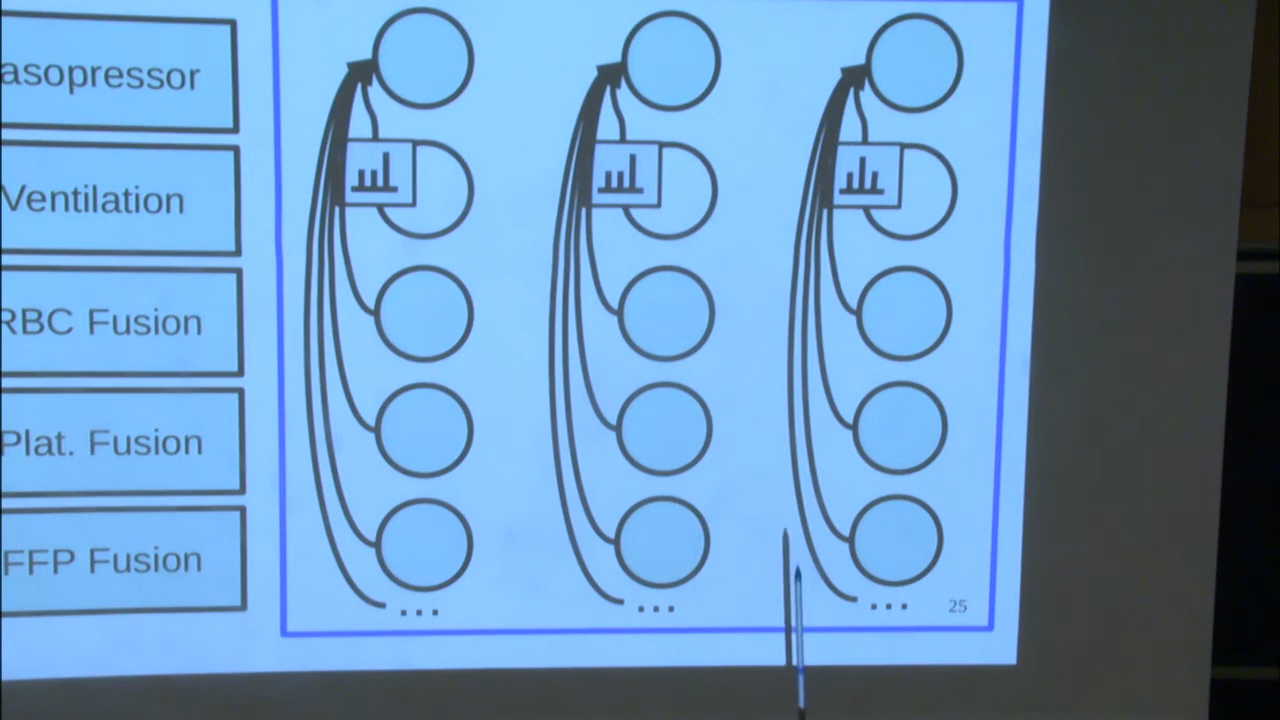 asopressor
Ventilation
RBC Fusion
Plat. Fusion
FFP Fusion
... ... ...
25